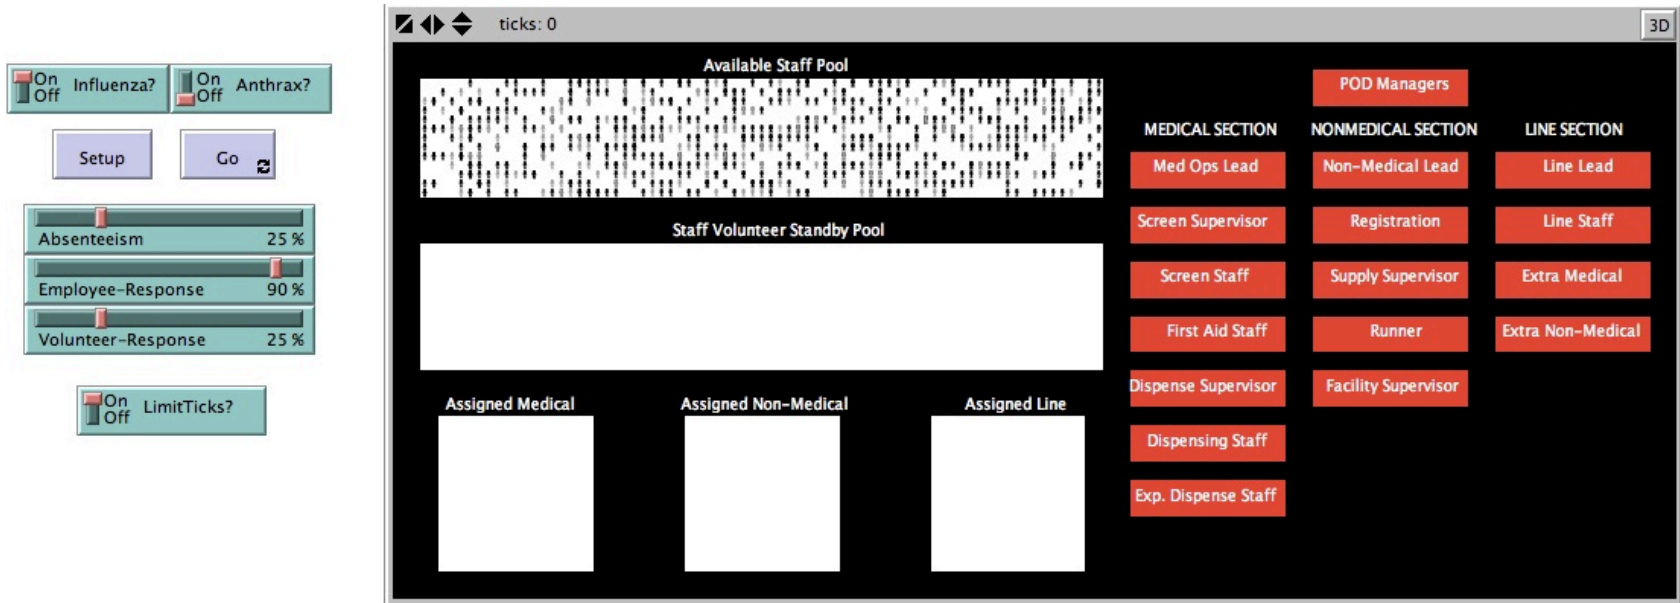 ticks: 0
3D
On
Off
Influenza?
On
Off
Anthrax?
Setup
Go
Absenteeism 25 %
Employee-Response 90 %
Volunteer-Response 25 %
On
Off
LimitTicks?
Available Staff Pool
Staff Volunteer Standby Pool
Assigned Medical
Assigned Non-Medical
Assigned Line
POD Managers
MEDICAL SECTION
Med Ops Lead
Screen Supervisor
Screen Staff
First Aid Staff
Dispense Supervisor
Dispensing Staff
Exp. Dispense Staff
NONMEDICAL SECTION
Non-Medical Lead
Registration
Supply Supervisor
Runner
Facility Supervisor
LINE SECTION
Line Lead
Line Staff
Extra Medical
Extra Non-Medical